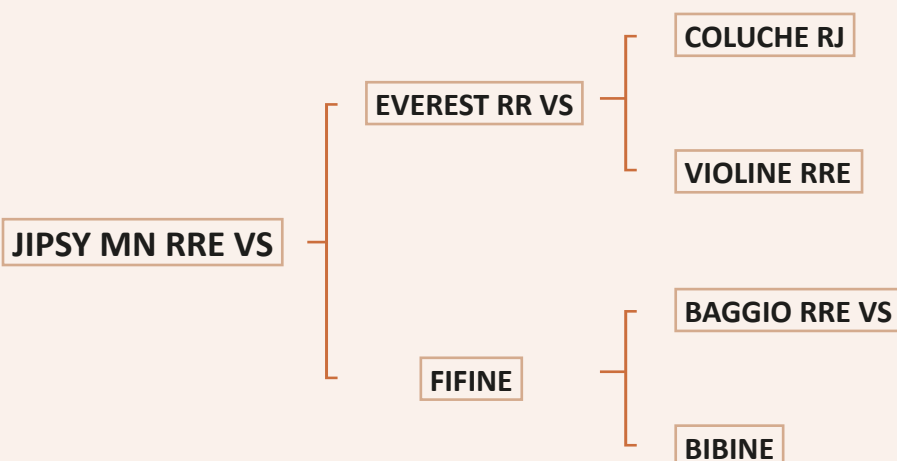 COLUCHE RJ
EVEREST RR VS
VIOLINE RRE
JIPSY MN RRE VS
BAGGIO RRE VS
FIFINE
BIBINE